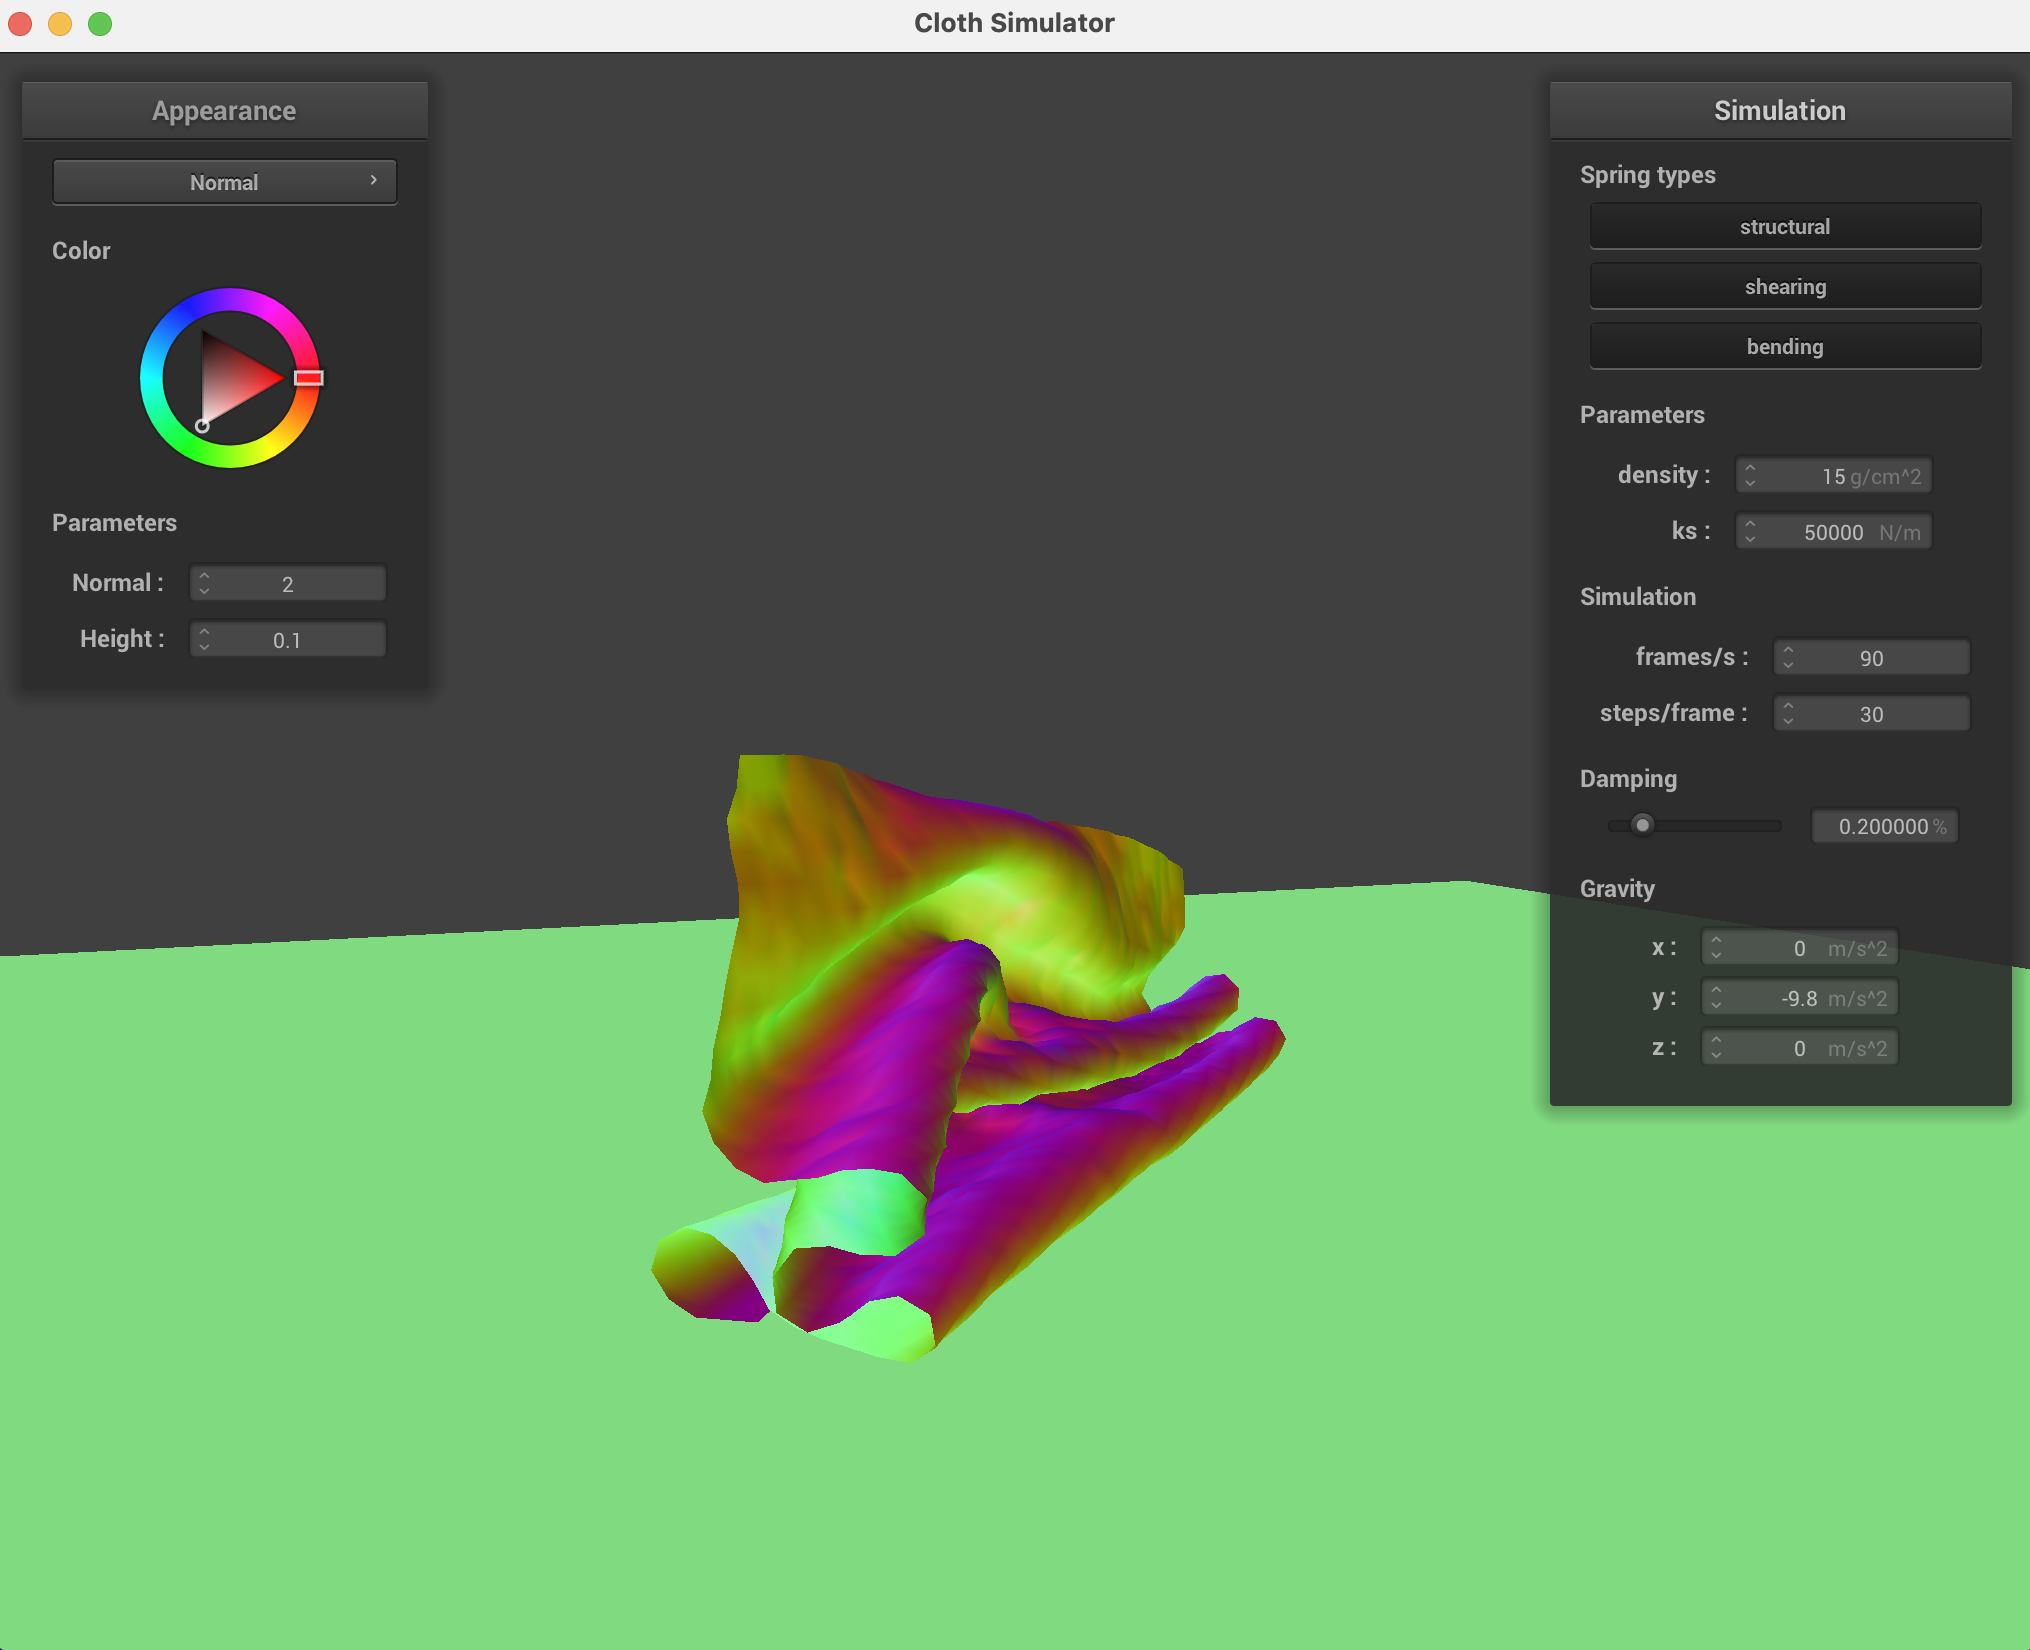 Cloth Simulator
Appearance
Normal
Color
Parameters
Normal : 2
Height : 0.1
Simulation
Spring types
structural
shearing
bending
Parameters
density : 15 g/cm^2
ks : 50000 N/m
Simulation
frames/s : 90
steps/frame : 30
Damping
0.200000 %
Gravity
x : 0 m/s^2
y : -9.8 m/s^2
z : 0 m/s^2